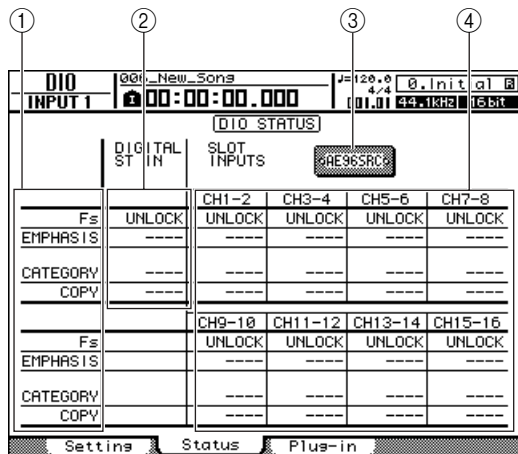 ① ② ③ ④
DIO 006_New_Song ♩=120.0 4/4 0.Init al R
INPUT 1 00:00:00.000 001.01 44.1kHz 16bit
DIO STATUS
DIGITAL SLOT
ST IN INPUTS AE96SRC
CH1-2 CH3-4 CH5-6 CH7-8
Fs UNLOCK UNLOCK UNLOCK UNLOCK UNLOCK
EMPHASIS ---- ---- ---- ---- ----
CATEGORY ---- ---- ---- ---- ----
COPY ---- ---- ---- ---- ----
CH9-10 CH11-12 CH13-14 CH15-16
Fs UNLOCK UNLOCK UNLOCK UNLOCK
EMPHASIS ---- ---- ---- ----
CATEGORY ---- ---- ---- ----
COPY ---- ---- ---- ----
Setting Status Plug-in